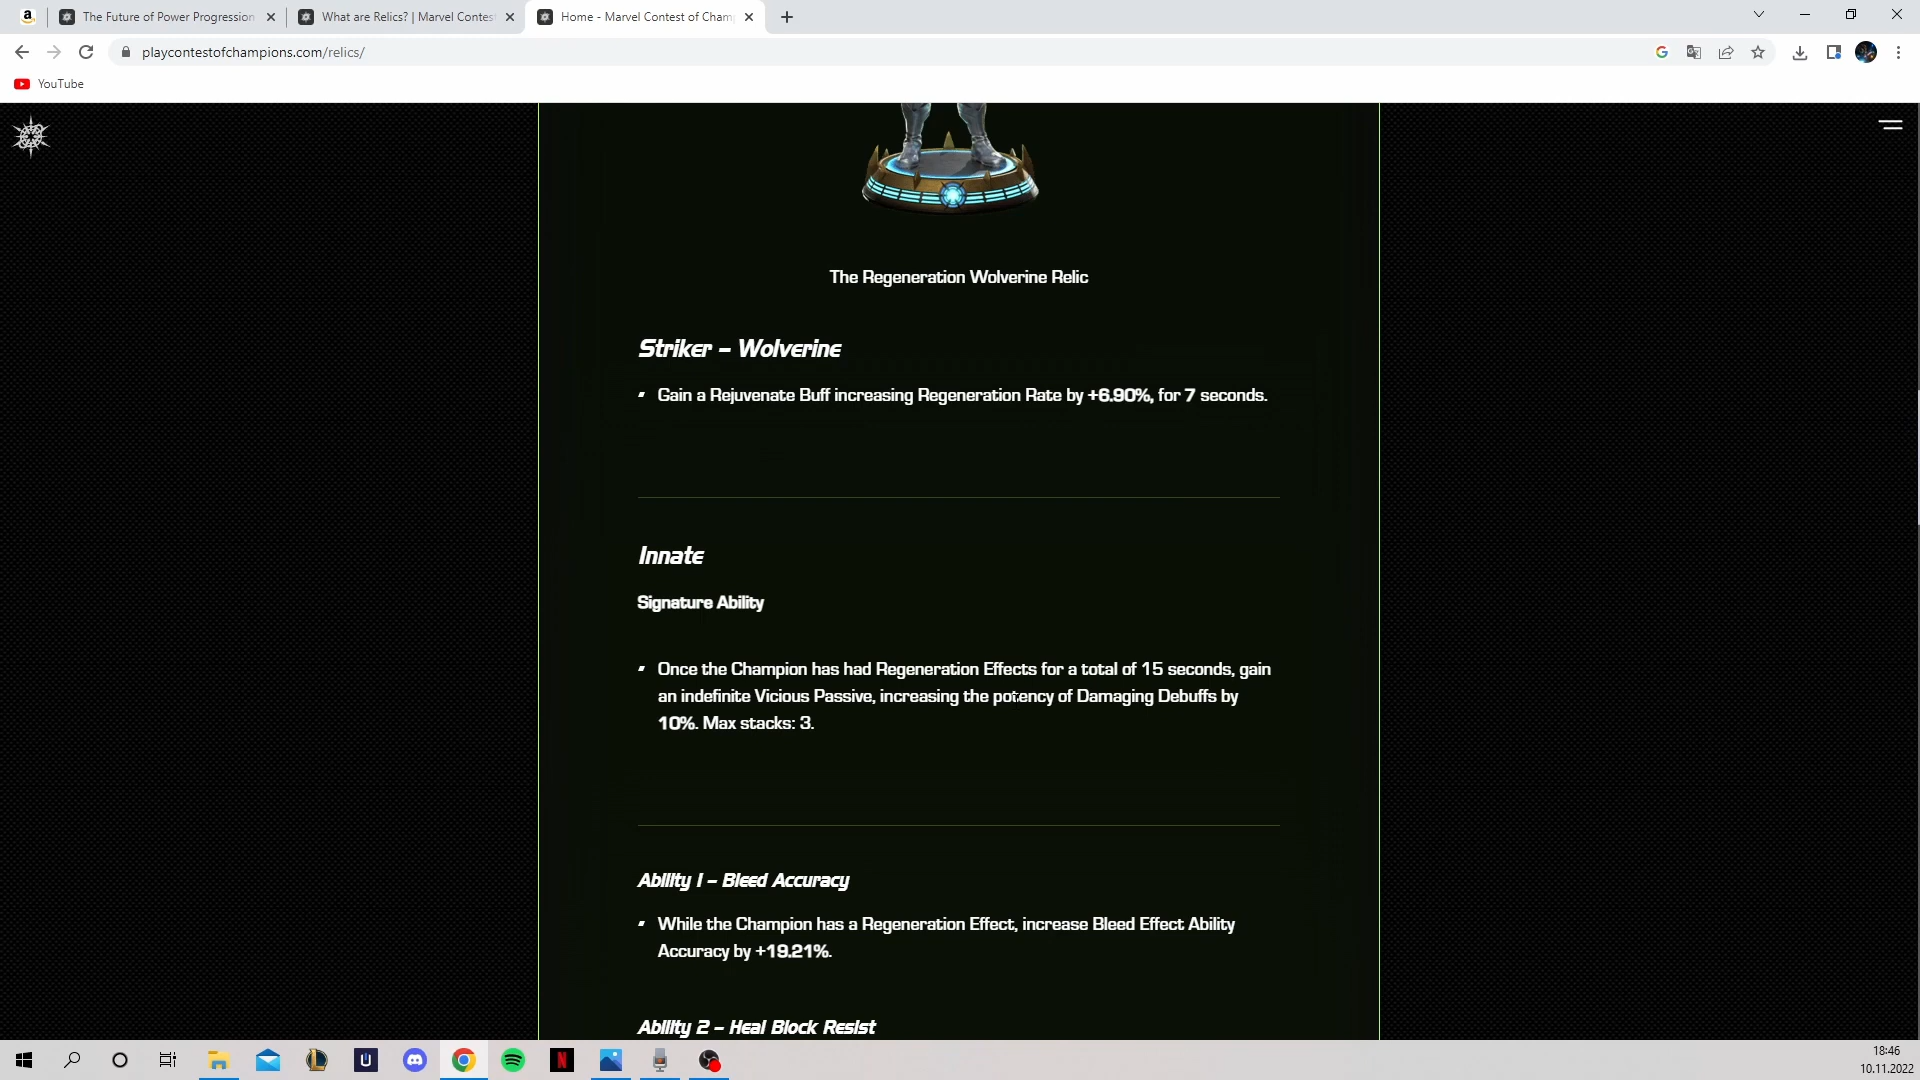 The Future of Power Progression
What are Relics? | Marvel Contest
Home - Marvel Contest of Cham
playcontestofchampions.com/relics/
YouTube
The Regeneration Wolverine Relic
Striker - Wolverine
Gain a Rejuvenate Buff increasing Regeneration Rate by +6.90%, for 7 seconds.
Innate
Signature Ability
Once the Champion has had Regeneration Effects for a total of 15 seconds, gain
an indefinite Vicious Passive, increasing the potency of Damaging Debuffs by
10%. Max stacks: 3.
Ability 1 - Bleed Accuracy
While the Champion has a Regeneration Effect, increase Bleed Effect Ability
Accuracy by +19.21%.
Ability 2 - Heal Block Resist
18:46
10.11.2022